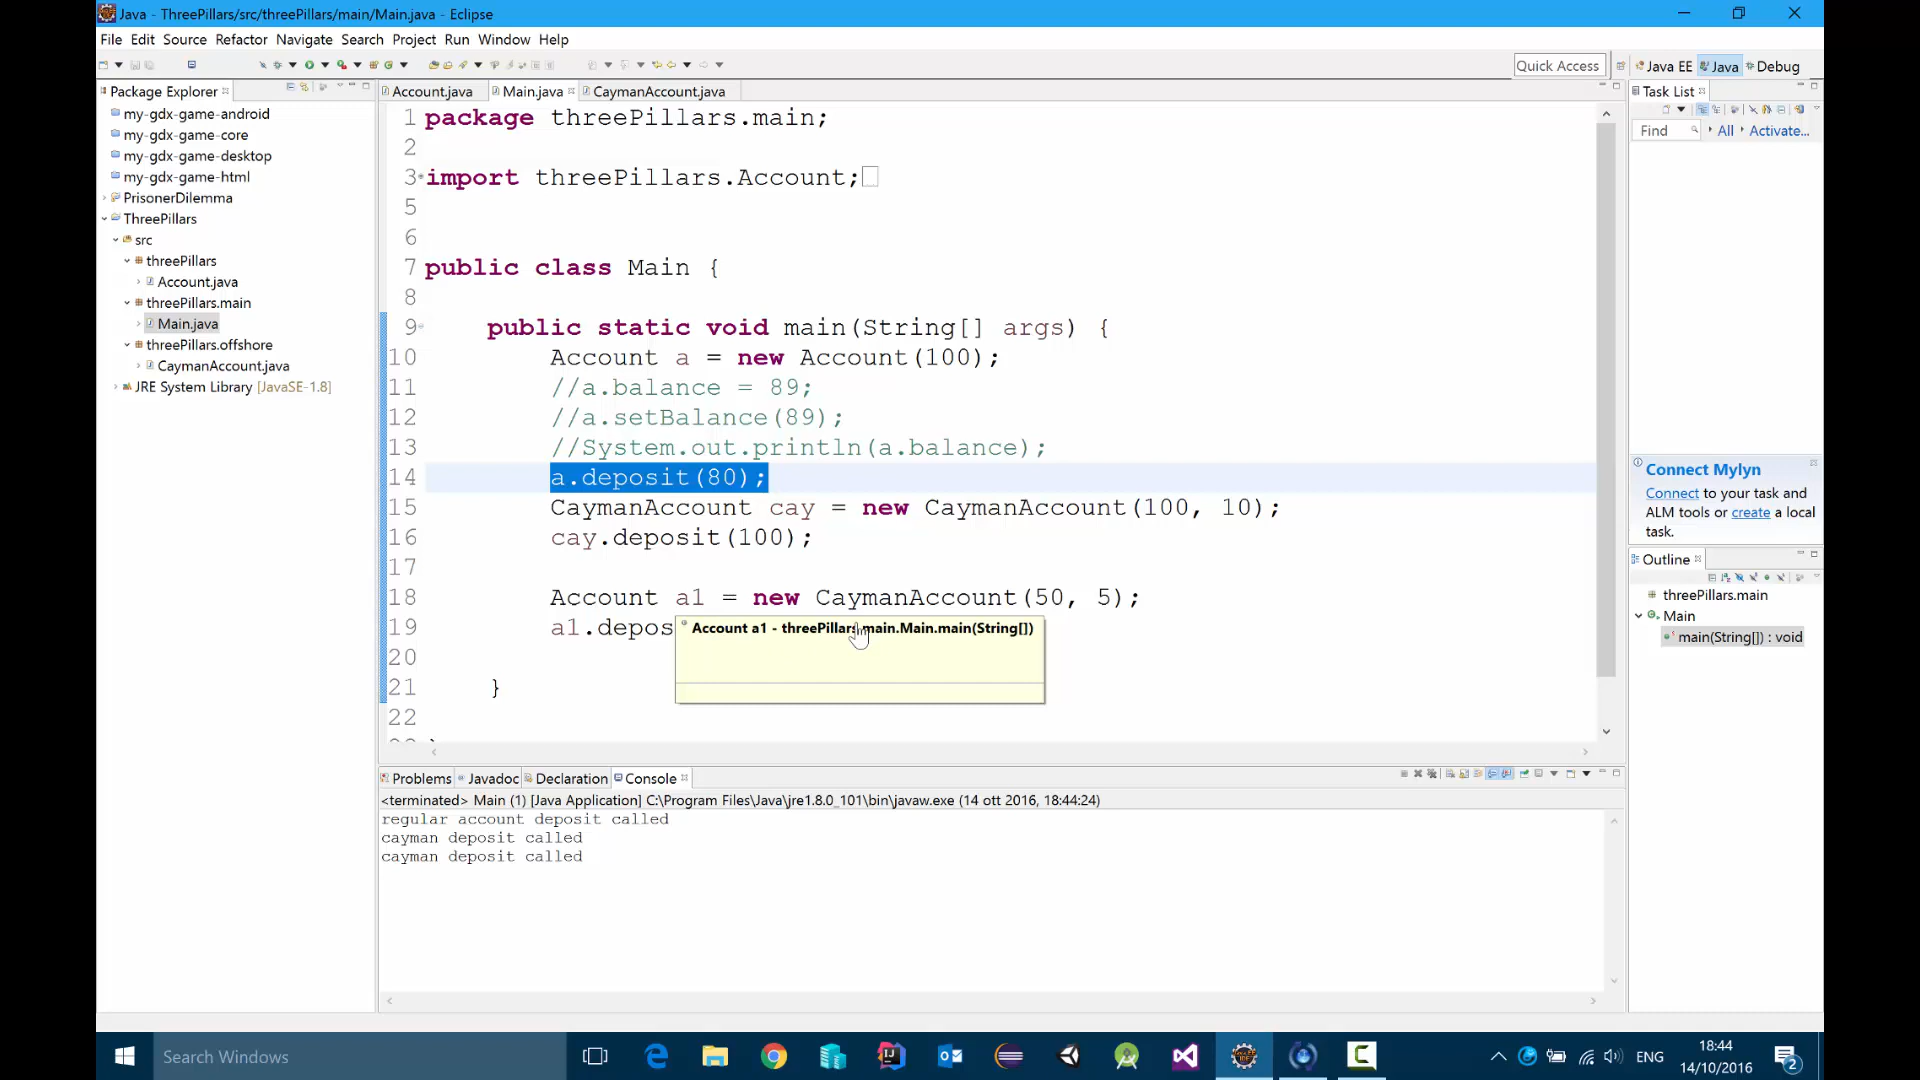 Java - ThreePillars/src/threePillars/main/Main.java - Eclipse
File Edit Source Refactor Navigate Search Project Run Window Help
Quick Access
Java EE Java Debug
Package Explorer
Account.java Main.java CaymanAccount.java
Task List
my-gdx-game-android
my-gdx-game-core
my-gdx-game-desktop
my-gdx-game-html
PrisonerDilemma
ThreePillars
src
threePillars
Account.java
threePillars.main
Main.java
threePillars.offshore
CaymanAccount.java
JRE System Library [JavaSE-1.8]
1 package threePillars.main;
2
3 import threePillars.Account;
5
6
7 public class Main {
8
9 public static void main(String[] args) {
10 Account a = new Account(100);
11 //a.balance = 89;
12 //a.setBalance(89);
13 //System.out.println(a.balance);
14 a.deposit(80);
15 CaymanAccount cay = new CaymanAccount(100, 10);
16 cay.deposit(100);
17
18 Account a1 = new CaymanAccount(50, 5);
19 a1.depos
Account a1 - threePillars.main.Main.main(String[])
20
21 }
22
Find All Activate...
Connect Mylyn
Connect to your task and
ALM tools or create a local
task.
Outline
threePillars.main
Main
main(String[]) : void
Problems Javadoc Declaration Console
<terminated> Main (1) [Java Application] C:\Program Files\Java\jre1.8.0_101\bin\javaw.exe (14 ott 2016, 18:44:24)
regular account deposit called
cayman deposit called
cayman deposit called
Search Windows
ENG
18:44
14/10/2016
2